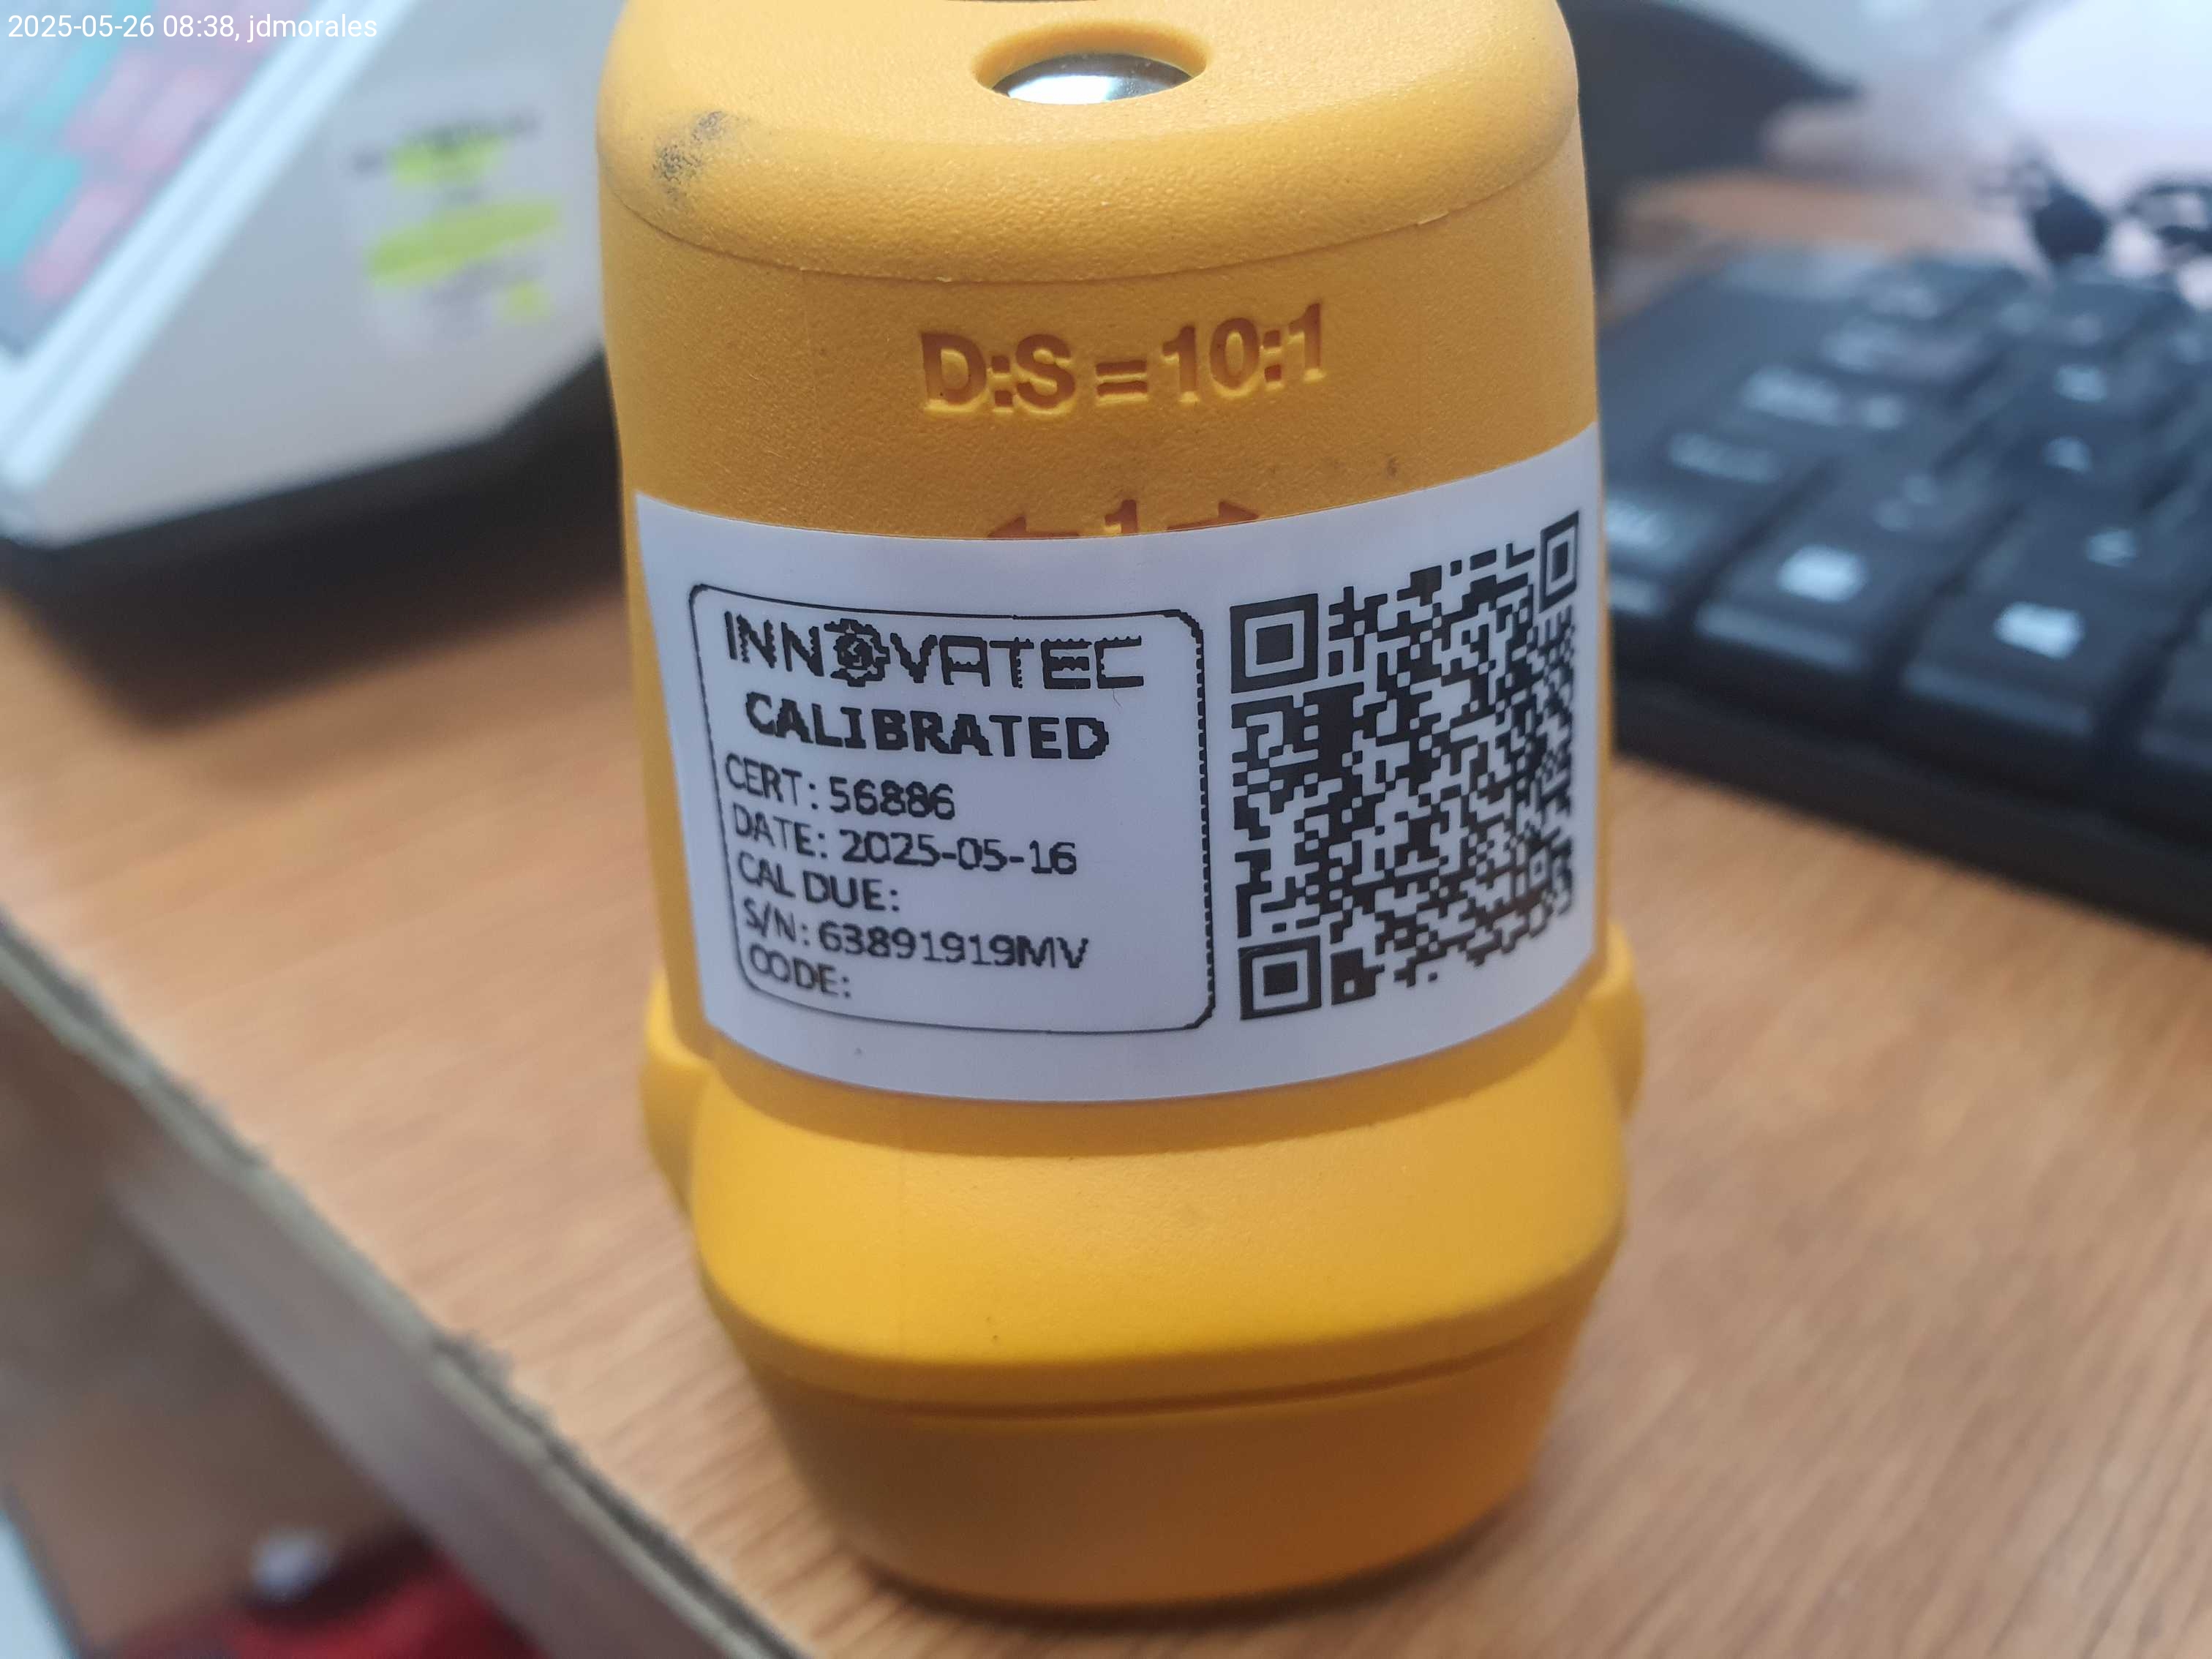 2025-05-26 08:38, jdmorales
D:S = 10:1
1
INNOVATEC
CALIBRATED
CERT: 56886
DATE: 2025-05-16
CAL DUE:
S/N: 63891919MV
CODE: